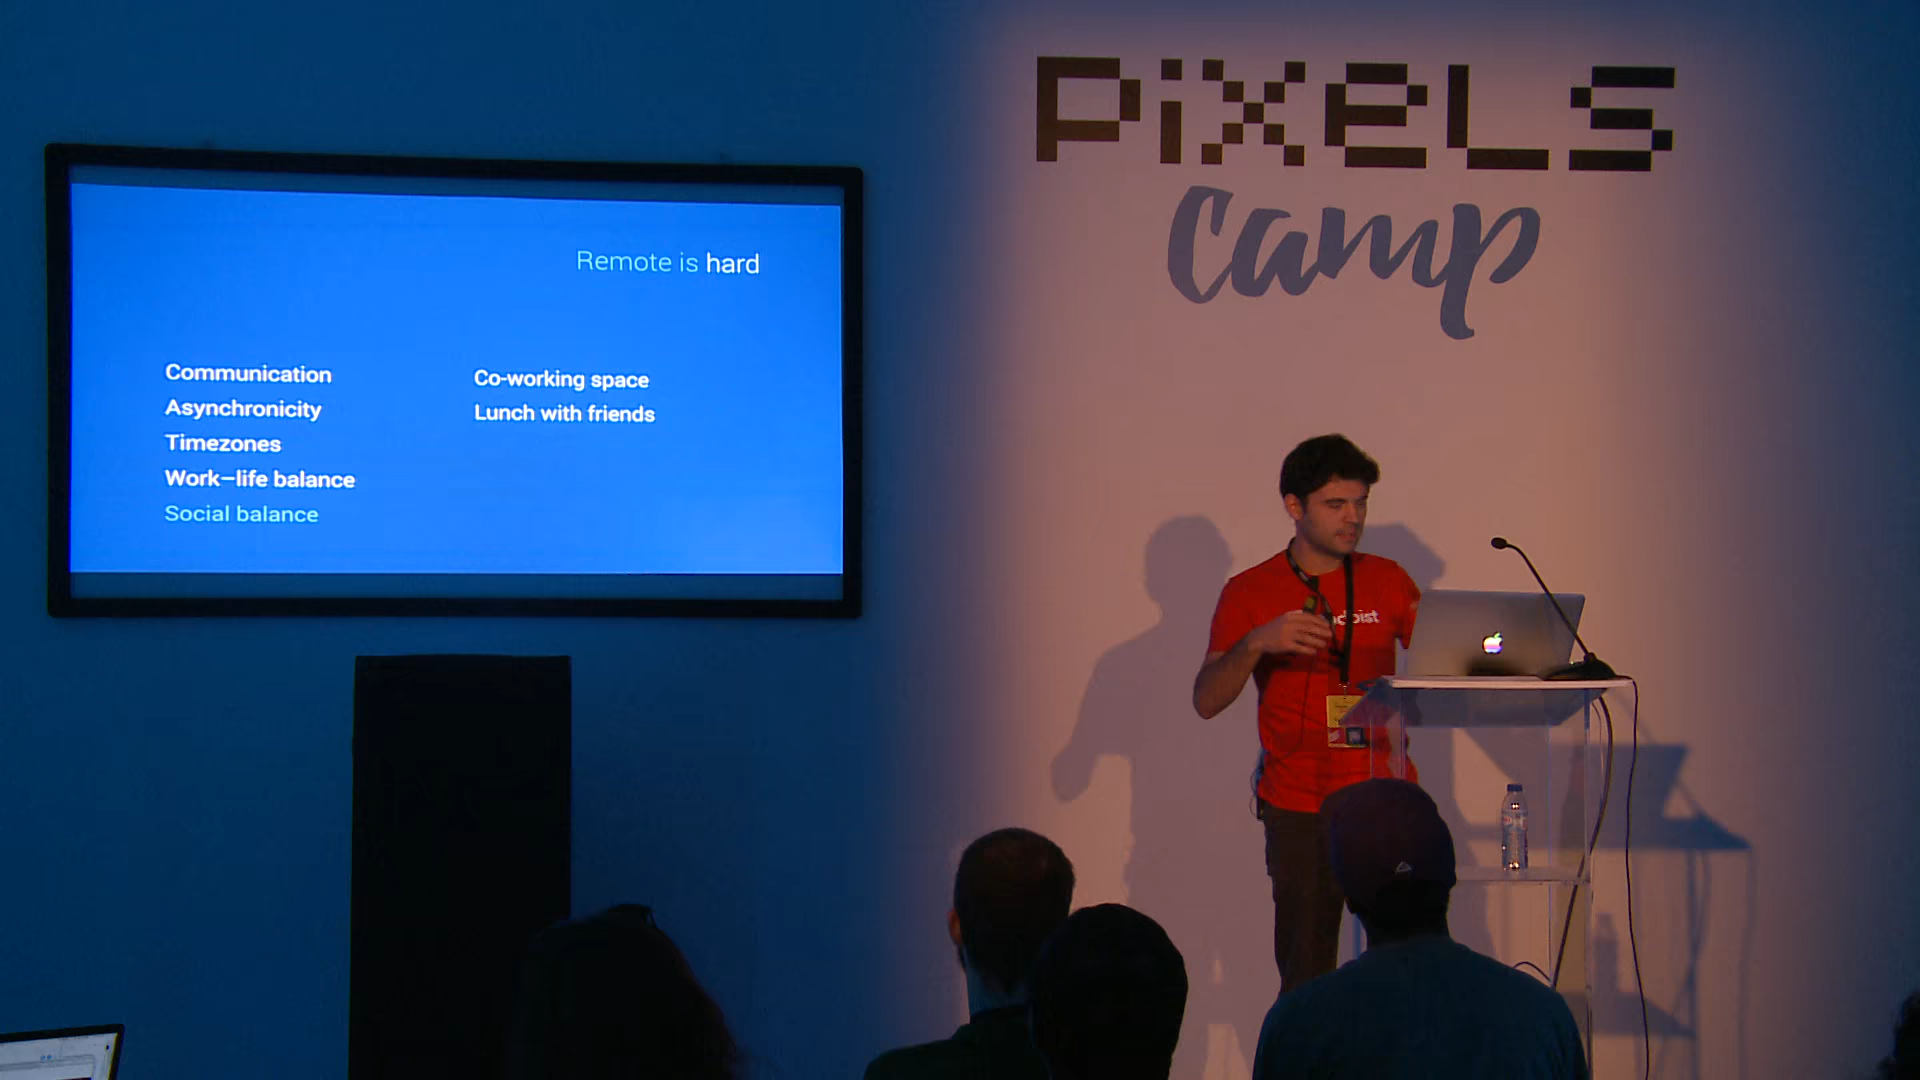 PIXELS
camp
Remote is hard
Communication
Asynchronicity
Timezones
Work–life balance
Social balance
Co-working space
Lunch with friends